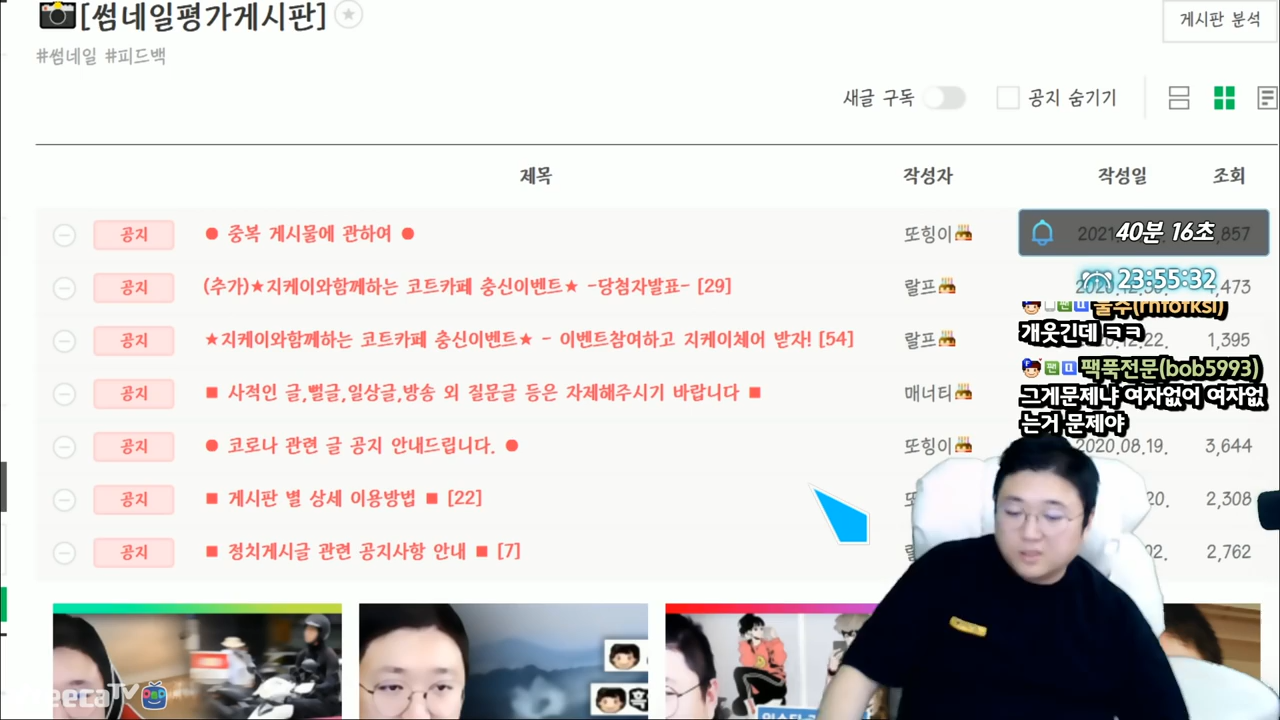 [썸네일평가게시판]
게시판 분석
#썸네일 #피드백
새글 구독
공지 숨기기
제목
작성자
작성일
조회
공지
● 중복 게시물에 관하여 ●
또힝이
40분 16초
공지
(추가)★지케이와함께하는 코트카페 충신이벤트★ -당첨자발표- [29]
랄프
23:55:32
개웃긴데 ㅋㅋ
공지
★지케이와함께하는 코트카페 충신이벤트★ - 이벤트참여하고 지케이체어 받자! [54]
랄프
1,395
팩푹전문(bob5993)
그게문제냐 여자없어 여자없
는거 문제야
공지
■ 사적인 글,뻘글,일상글,방송 외 질문글 등은 자제해주시기 바랍니다 ■
매너티
공지
● 코로나 관련 글 공지 안내드립니다. ●
또힝이
2020.08.19.
3,644
공지
■ 게시판 별 상세 이용방법 ■ [22]
2,308
공지
■ 정치게시글 관련 공지사항 안내 ■ [7]
2,762